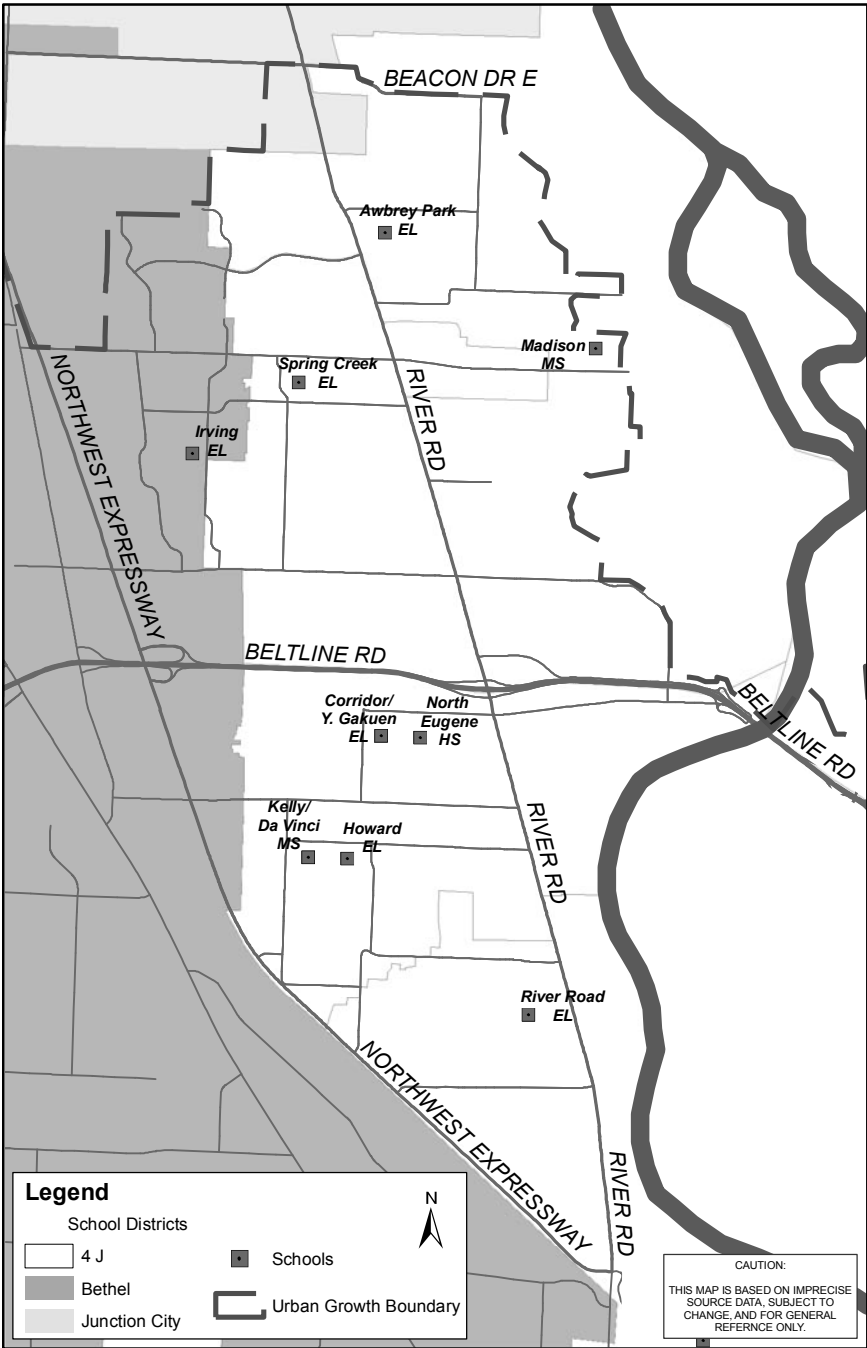 BEACON DR E
Awbrey Park
EL
Madison
MS
Spring Creek
EL
RIVER RD
NORTHWEST EXPRESSWAY
Irving
EL
BELTLINE RD
Corridor/
Y. Gakuen
EL
North
Eugene
HS
BELTLINE RD
Kelly/
Da Vinci
MS
Howard
EL
RIVER RD
River Road
EL
NORTHWEST EXPRESSWAY
RIVER RD
Legend
N
School Districts
4 J
Bethel
Junction City
Schools
Urban Growth Boundary
CAUTION:
THIS MAP IS BASED ON IMPRECISE
SOURCE DATA, SUBJECT TO
CHANGE, AND FOR GENERAL
REFERNCE ONLY.